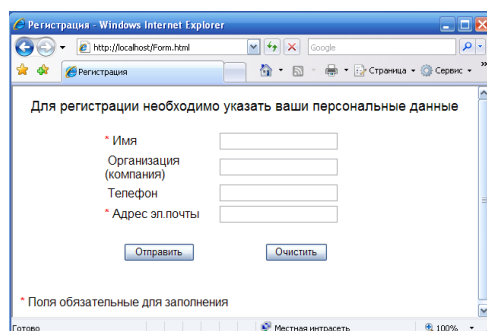 Регистрация - Windows Internet Explorer
http://localhost/Form.html
Google
Регистрация
Страница
Сервис
»
Для регистрации необходимо указать ваши персональные данные
* Имя
Организация
(компания)
Телефон
* Адрес эл.почты
Отправить
Очистить
* Поля обязательные для заполнения
Готово
Местная интрасеть
100%